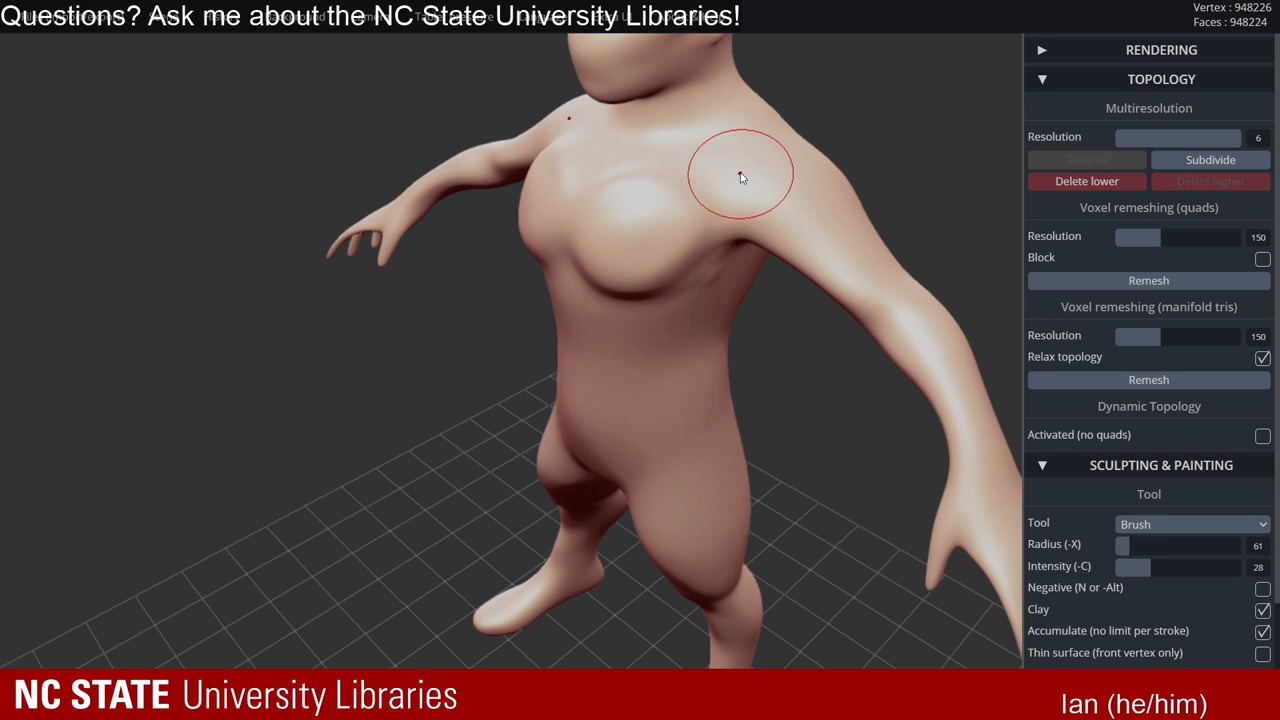 Questions? Ask me about the NC State University Libraries!
Vertex : 948226
Faces : 948224
RENDERING
TOPOLOGY
Multiresolution
Resolution 6
Reverse Subdivide
Delete lower Delete higher
Voxel remeshing (quads)
Resolution 150
Block
Remesh
Voxel remeshing (manifold tris)
Resolution 150
Relax topology
Remesh
Dynamic Topology
Activated (no quads)
SCULPTING & PAINTING
Tool
Tool Brush
Radius (-X) 61
Intensity (-C) 28
Negative (N or -Alt)
Clay
Accumulate (no limit per stroke)
Thin surface (front vertex only)
NC STATE University Libraries
Ian (he/him)